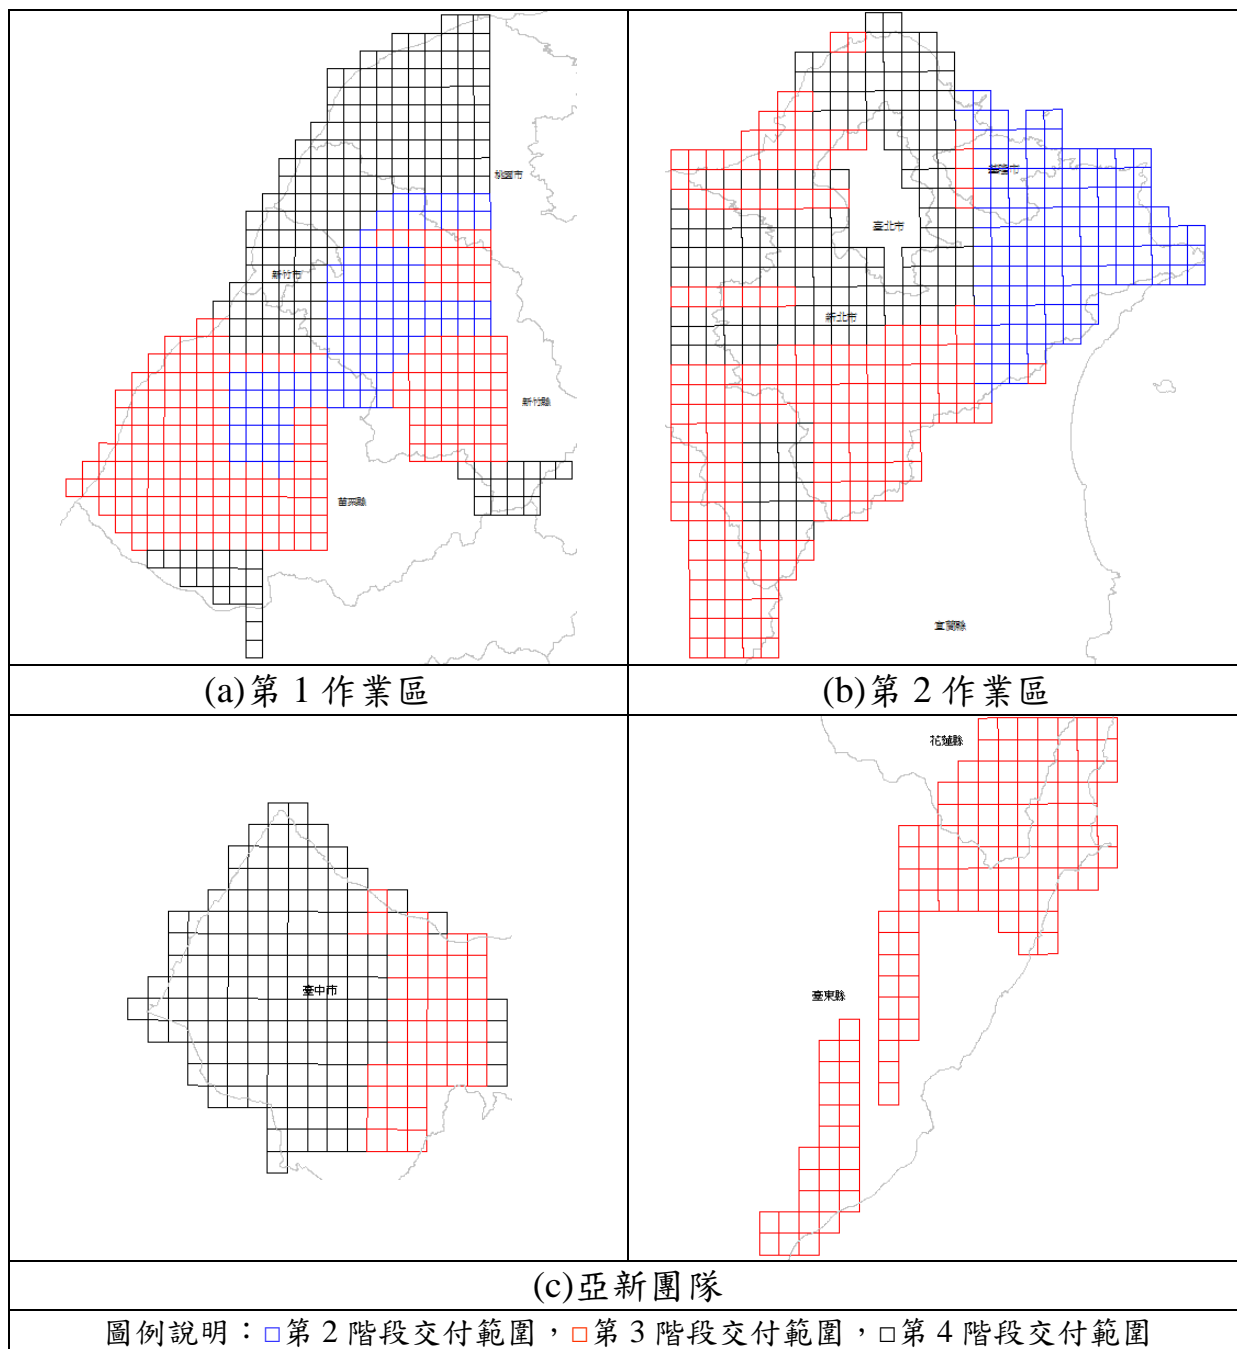 桃園市
新竹市
新竹縣
苗栗縣
基隆市
臺北市
新北市
宜蘭縣
(a)第 1 作業區
(b)第 2 作業區
花蓮縣
臺中市
臺東縣
(c)亞新團隊
圖例說明：□第 2 階段交付範圍，□第 3 階段交付範圍，□第 4 階段交付範圍